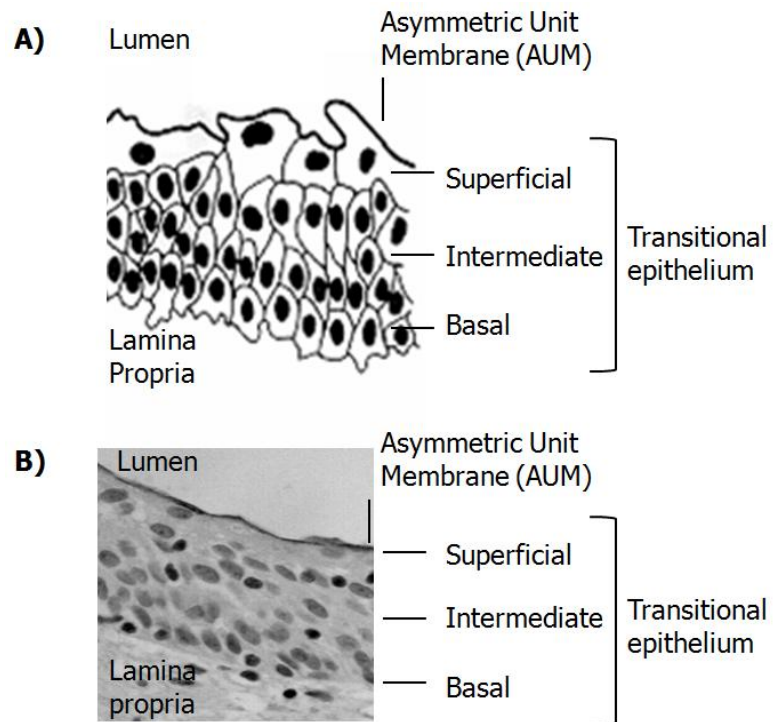 A)
Lumen
Asymmetric Unit
Membrane (AUM)
Superficial
Intermediate
Transitional
epithelium
Basal
Lamina
Propria
B)
Lumen
Asymmetric Unit
Membrane (AUM)
Superficial
Intermediate
Transitional
epithelium
Lamina
propria
Basal